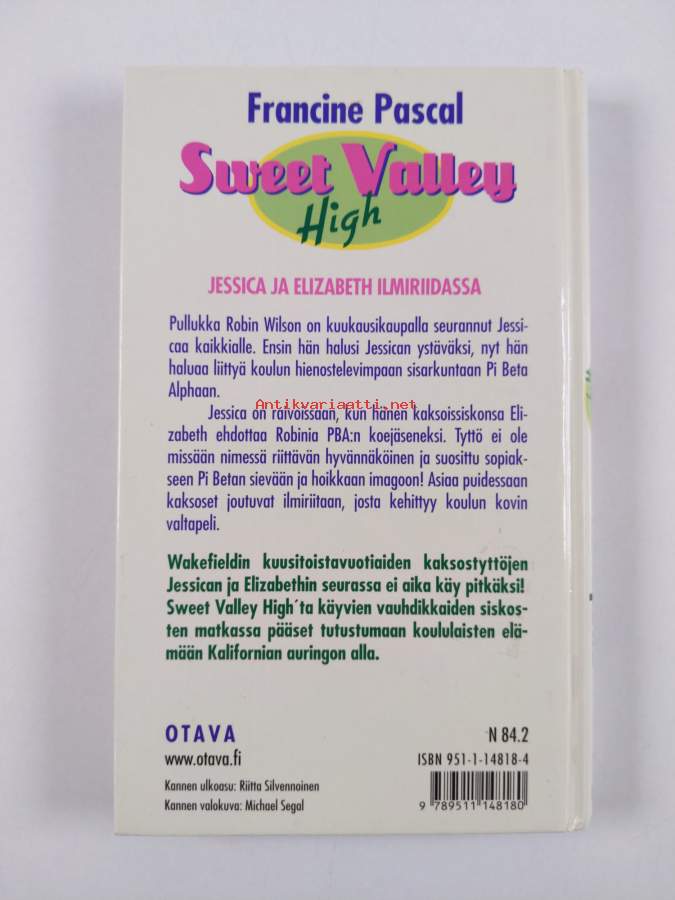 Francine Pascal
Sweet Valley
High
JESSICA JA ELIZABETH ILMIRIIDASSA
Pullukka Robin Wilson on kuukausikaupalla seurannut Jessi-
caa kaikkialle. Ensin hän halusi Jessican ystäväksi, nyt hän
haluaa liittyä koulun hienostelevimpaan sisarkuntaan Pi Beta
Alphaan.
Antikvariaatti.net
Jessica on raivoissaan, kun hänen kaksoissiskonsa Eli-
zabeth ehdottaa Robinia PBA:n koejäseneksi. Tyttö ei ole
missään nimessä riittävän hyvännäköinen ja suosittu sopiak-
seen Pi Betan sievään ja hoikkaan imagoon! Asiaa puidessaan
kaksoset joutuvat ilmiriitaan, josta kehittyy koulun kovin
valtapeli.
Wakefieldin kuusitoistavuotiaiden kaksostyttöjen
Jessican ja Elizabethin seurassa ei aika käy pitkäksi!
Sweet Valley High´ta käyvien vauhdikkaiden siskos-
ten matkassa pääset tutustumaan koululaisten elä-
mään Kalifornian auringon alla.
OTAVA
www.otava.fi
Kannen ulkoasu: Riitta Silvennoinen
Kannen valokuva: Michael Segal
N 84.2
ISBN 951-1-14818-4
9 789511 148180